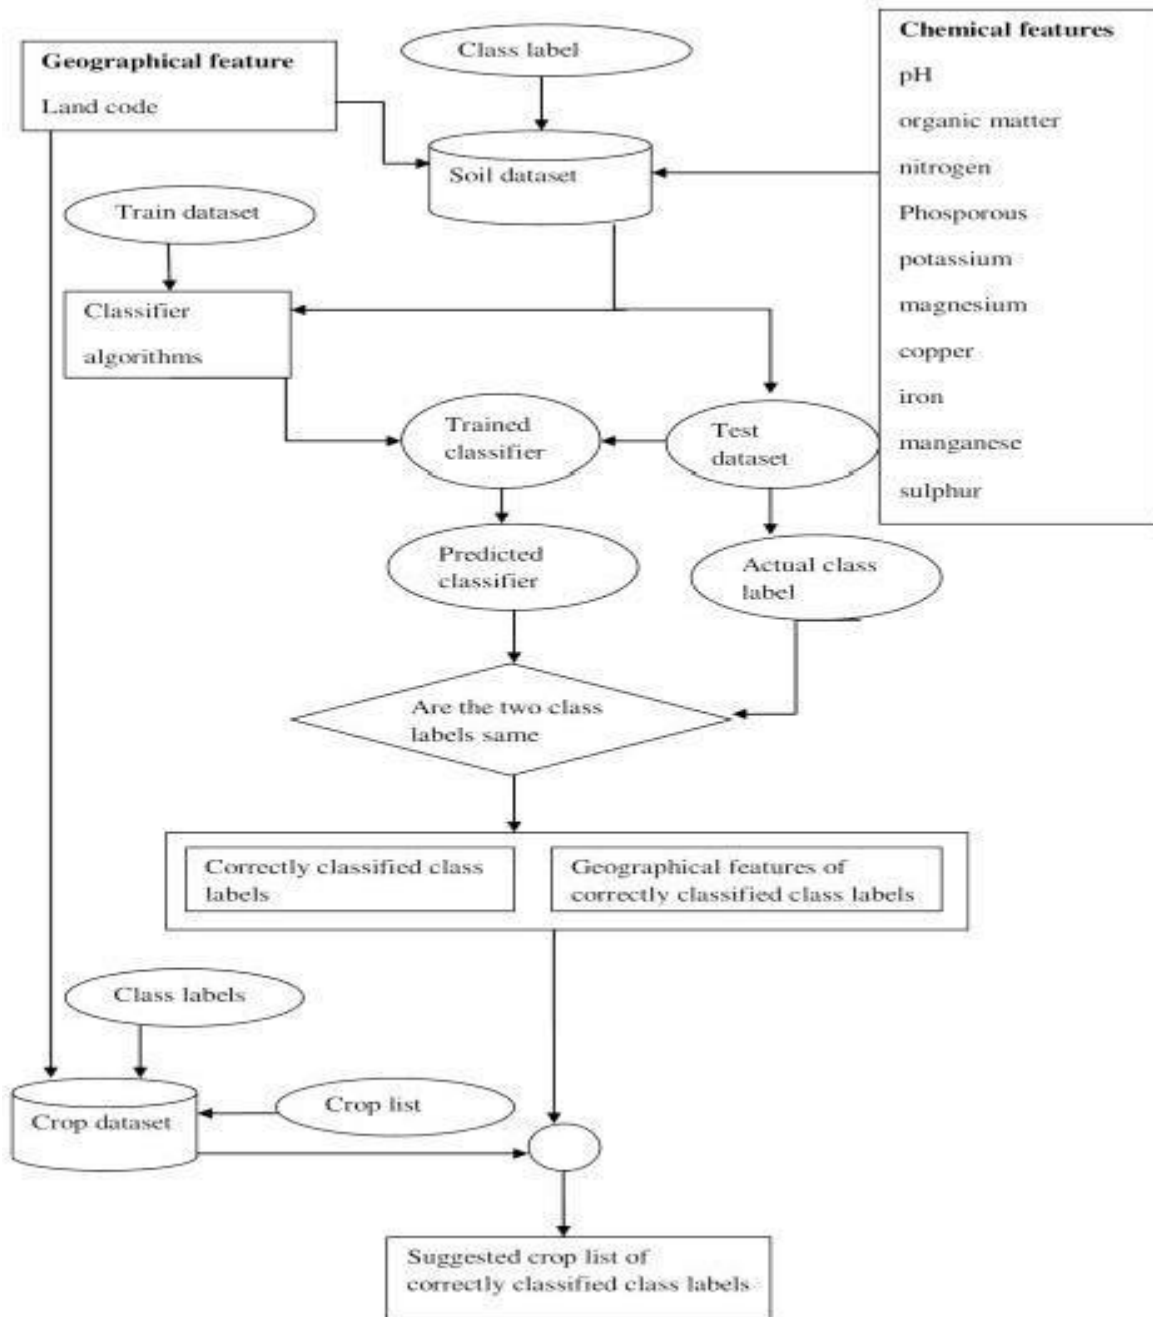 Class label
Geographical feature
Land code
Chemical features
pH
organic matter
nitrogen
Phosporous
potassium
magnesium
copper
iron
manganese
sulphur
Soil dataset
Train dataset
Classifier
algorithms
Trained
classifier
Test
dataset
Predicted
classifier
Actual class
label
Are the two class
labels same
Correctly classified class
labels
Geographical features of
correctly classified class labels
Class labels
Crop list
Crop dataset
Suggested crop list of
correctly classified class labels